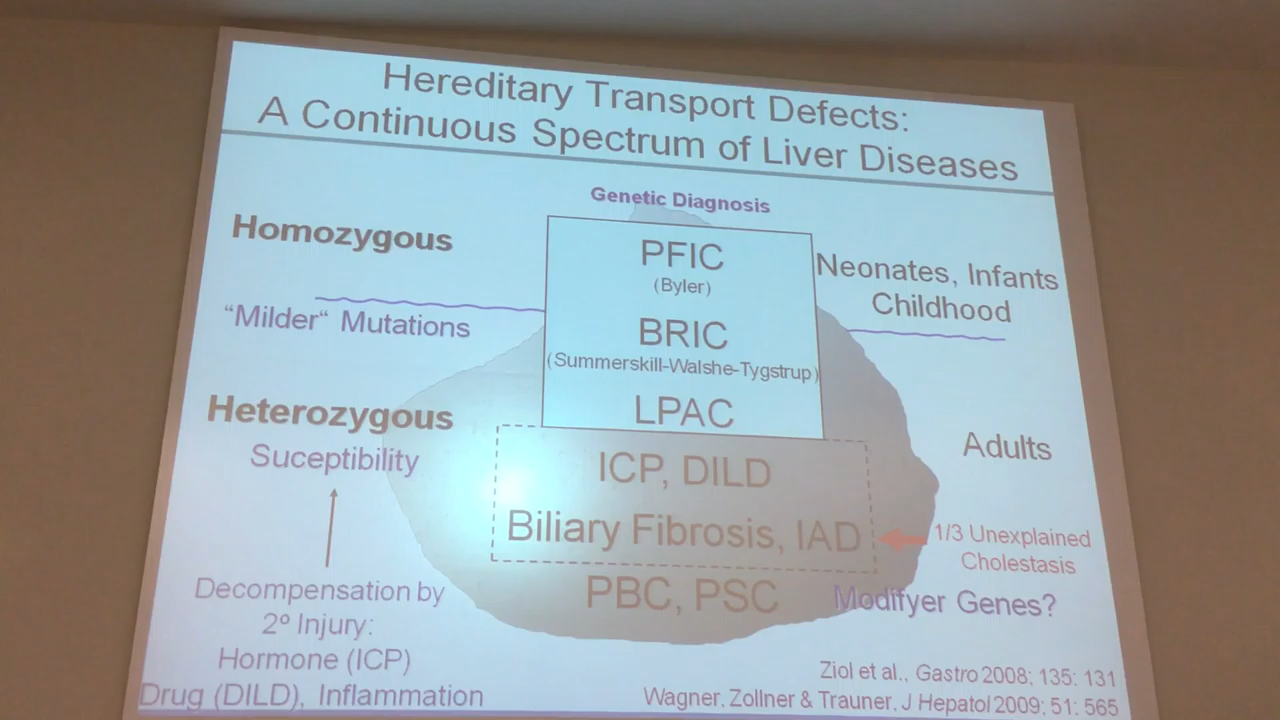 Hereditary Transport Defects:
A Continuous Spectrum of Liver Diseases
Genetic Diagnosis
Homozygous
PFIC
(Byler)
Neonates, Infants
Childhood
“Milder“ Mutations
BRIC
(Summerskill-Walshe-Tygstrup)
LPAC
Heterozygous
Suceptibility
Adults
ICP, DILD
Biliary Fibrosis, IAD
1/3 Unexplained
Cholestasis
PBC, PSC
Modifyer Genes?
Decompensation by
2º Injury:
Hormone (ICP)
Drug (DILD), Inflammation
Ziol et al., Gastro 2008; 135: 131
Wagner, Zollner & Trauner, J Hepatol 2009; 51: 565